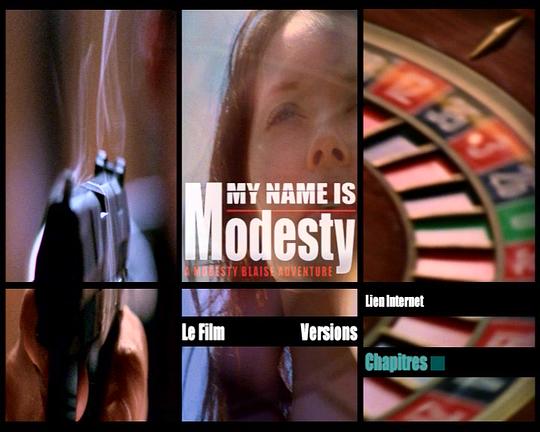 MY NAME IS
Modesty
A MODESTY BLAISE ADVENTURE
Lien Internet
Le Film
Versions
Chapitres